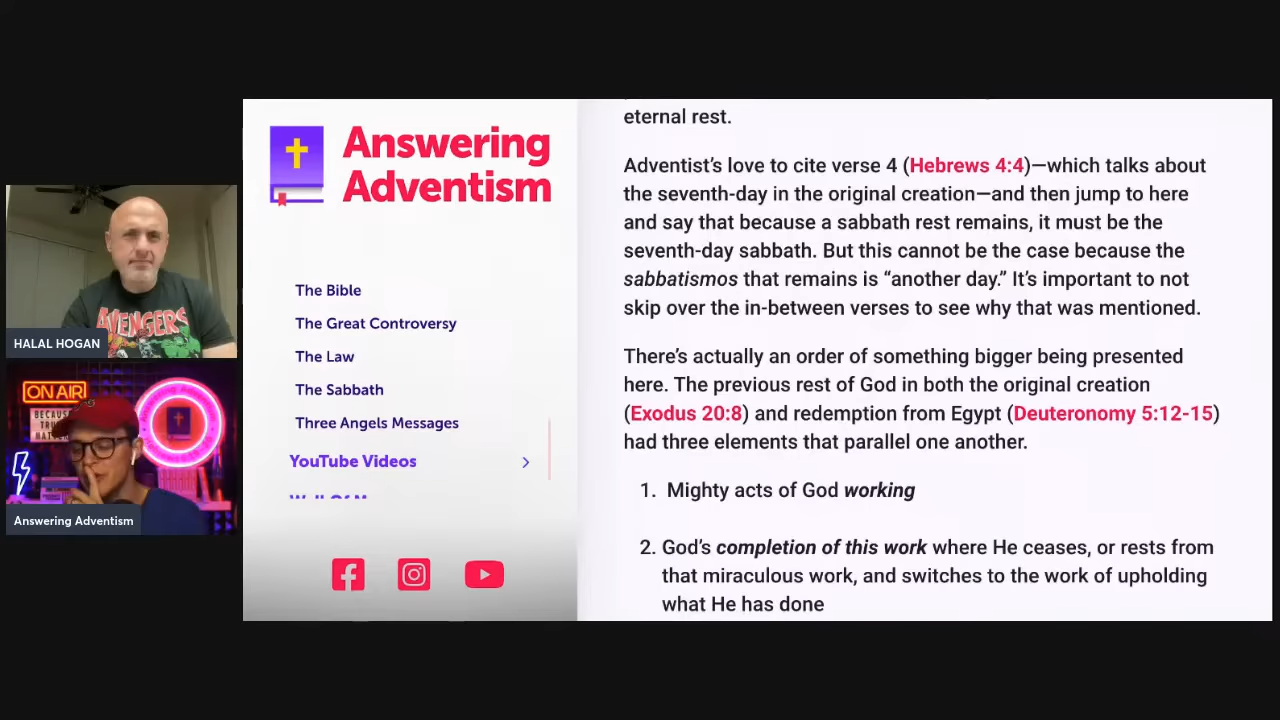 HALAL HOGAN
AVENGERS
ON AIR
BECAUS
Answering Adventism
Answering
Adventism
The Bible
The Great Controversy
The Law
The Sabbath
Three Angels Messages
YouTube Videos
eternal rest.
Adventist’s love to cite verse 4 (Hebrews 4:4)—which talks about
the seventh-day in the original creation—and then jump to here
and say that because a sabbath rest remains, it must be the
seventh-day sabbath. But this cannot be the case because the
sabbatismos that remains is “another day.” It’s important to not
skip over the in-between verses to see why that was mentioned.
There’s actually an order of something bigger being presented
here. The previous rest of God in both the original creation
(Exodus 20:8) and redemption from Egypt (Deuteronomy 5:12-15)
had three elements that parallel one another.
1. Mighty acts of God working
2. God’s completion of this work where He ceases, or rests from
that miraculous work, and switches to the work of upholding
what He has done